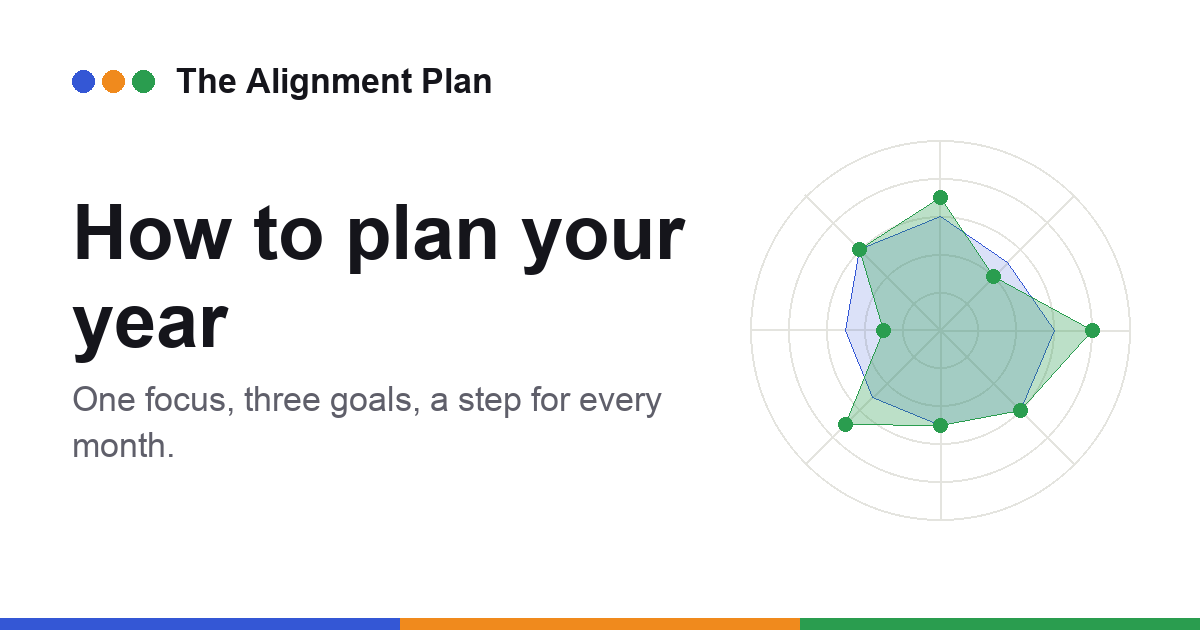 The Alignment Plan
How to plan your
year
One focus, three goals, a step for every
month.